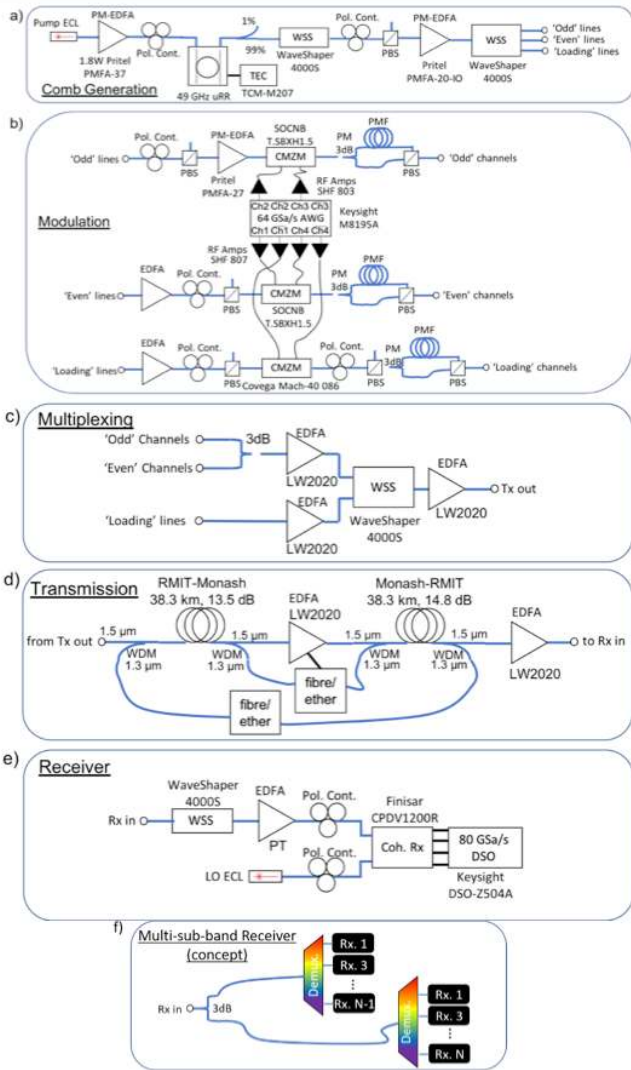 a)
Pump ECL
PM-EDFA
Pol. Cont.
1.8W Pritel
PMFA-37
49 GHz uRR
TEC
TCM-M207
1%
99%
WSS
WaveShaper
4000S
Pol. Cont.
PBS
PM-EDFA
Pritel
PMFA-20-IO
WSS
WaveShaper
4000S
'Odd' lines
'Even' lines
'Loading' lines
Comb Generation
b)
'Odd' lines
Pol. Cont.
PBS
PM-EDFA
Pritel
PMFA-27
SOCNB
T.SBXH1.5
CMZM
PM
3dB
PMF
PBS
'Odd' channels
RF Amps
SHF 803
Modulation
Ch2 Ch2 Ch3 Ch3
64 GSa/s AWG
Ch1 Ch1 Ch4 Ch4
Keysight
M8195A
RF Amps
SHF 807
'Even' lines
EDFA
Pol. Cont.
PBS
CMZM
SOCNB
T.SBXH1.5
PM
3dB
PMF
PBS
'Even' channels
'Loading' lines
EDFA
Pol. Cont.
PBS
CMZM
Covega Mach-40 086
Pol. Cont.
PBS
PM
3dB
PMF
PBS
'Loading' channels
c)
Multiplexing
'Odd' Channels
'Even' Channels
3dB
EDFA
LW2020
'Loading' lines
EDFA
LW2020
WSS
WaveShaper
4000S
EDFA
LW2020
Tx out
d)
Transmission
RMIT-Monash
38.3 km, 13.5 dB
EDFA
LW2020
Monash-RMIT
38.3 km, 14.8 dB
EDFA
LW2020
from Tx out
1.5 μm
WDM
1.3 μm
1.5 μm
WDM
1.3 μm
1.5 μm
WDM
1.3 μm
1.5 μm
WDM
1.3 μm
to Rx in
fibre/
ether
fibre/
ether
e)
Receiver
Rx in
WaveShaper
4000S
WSS
EDFA
PT
Pol. Cont.
LO ECL
Pol. Cont.
Finisar
CPDV1200R
Coh. Rx
80 GSa/s
DSO
Keysight
DSO-Z504A
f)
Multi-sub-band Receiver
(concept)
Rx in
3dB
Demux.
Rx. 1
Rx. 3
⋮
Rx. N-1
Demux.
Rx. 1
Rx. 3
⋮
Rx. N